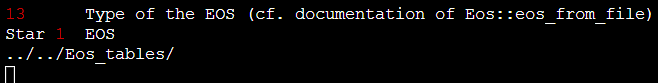 13 Type of the EOS (cf. documentation of Eos::eos_from_file)
Star 1 EOS
../../Eos_tables/